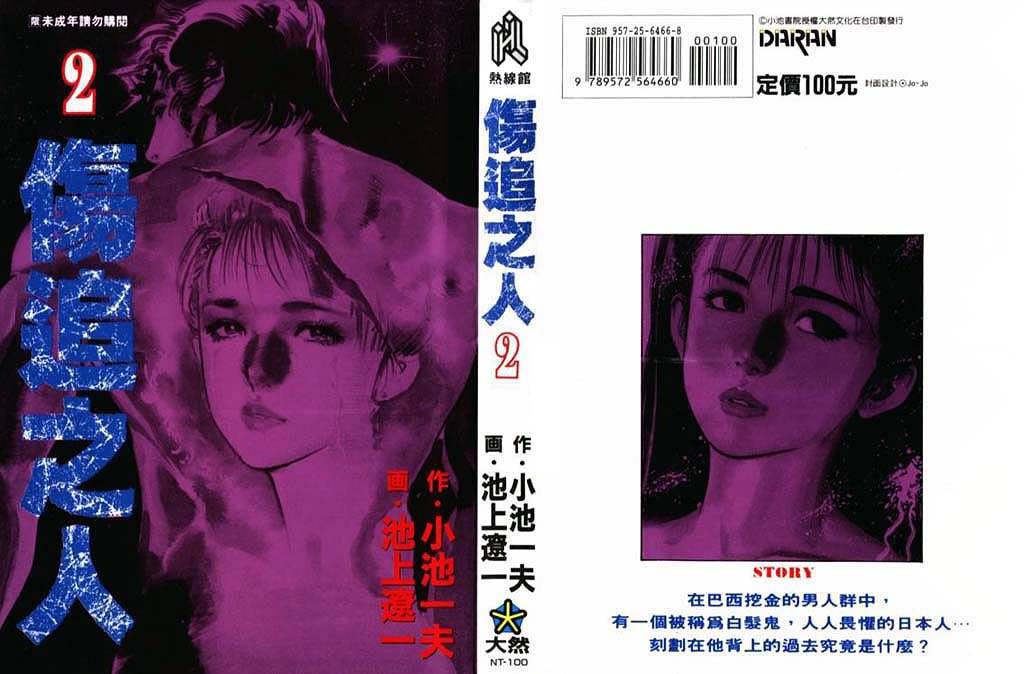 限未成年請勿購閱
2
傷追之人
作・小池一夫
画・池上遼一
熱線館
傷追之人
2
作・小池一夫
画・池上遼一
大然
NT-100
ISBN 957-25-6466-8
00100
9 789572 564660
©小池書院授權大然文化在台印製發行
DARAN
定價100元
封面設計⊙Jo-Jo
STORY
在巴西挖金的男人群中，
有一個被稱爲白髮鬼，人人畏懼的日本人…
刻劃在他背上的過去究竟是什麼？